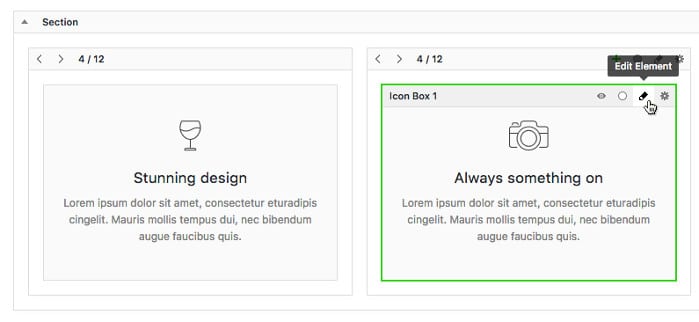 Section
4 / 12
4 / 12
Edit Element
Icon Box 1
Stunning design
Lorem ipsum dolor sit amet, consectetur eturadipis
cingelit. Mauris mollis tempus dui, nec bibendum
augue faucibus quis.
Always something on
Lorem ipsum dolor sit amet, consectetur eturadipis
cingelit. Mauris mollis tempus dui, nec bibendum
augue faucibus quis.